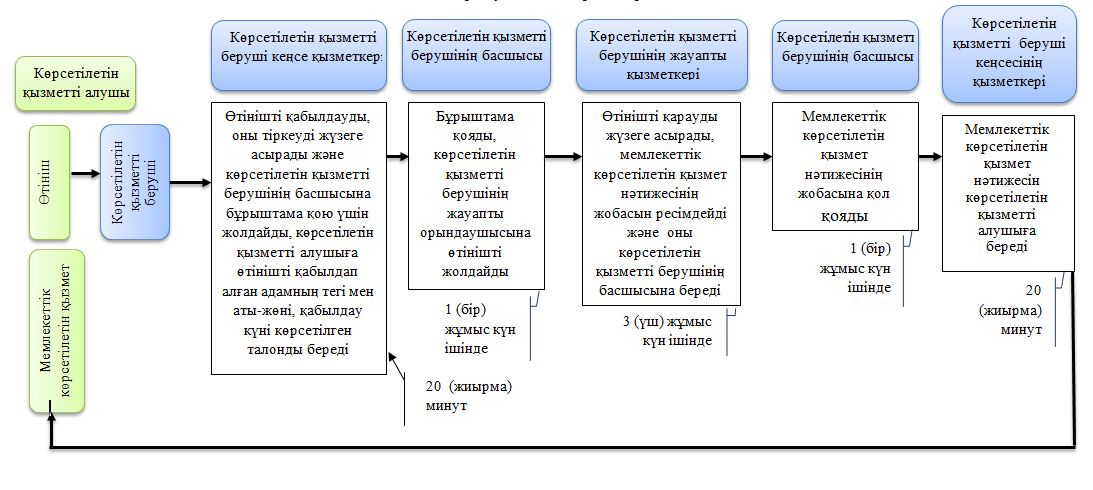 Көрсетілетін
қызметті алушы
Өтініш
Көрсетілетін
қызметті
беруші
Мемлекеттік
көрсетілетін қызмет
Көрсетілетін қызметті
беруші кеңсе қызметкер
Өтінішті қабылдауды,
оны тіркеуді жүзеге
асырады және
көрсетілетін қызметті
берушінің басшысына
бұрыштама қою үшін
жолдайды, көрсетілетін
қызметті алушыға
өтінішті қабылдап
алған адамның тегі мен
аты-жөні, қабылдау
күні көрсетілген
талонды береді
20 (жиырма)
минут
Көрсетілетін қызметті
берушінің басшысы
Бұрыштама
қояды,
көрсетілетін
қызметті
берушінің
жауапты
орындаушысына
өтінішті
жолдайды
1 (бір)
жұмыс күн
ішінде
Көрсетілетін қызметті
берушінің жауапты
қызметкері
Өтінішті қарауды
жүзеге асырады,
мемлекеттік
көрсетілетін қызмет
нәтижесінің
жобасын ресімдейді
және оны
көрсетілетін
қызметті берушінің
басшысына береді
3 (үш) жұмыс
күн ішінде
Көрсетілетін қызметт
берушінің басшысы
Мемлекеттік
көрсетілетін
қызмет
нәтижесінің
жобасына қол
қояды
1 (бір)
жұмыс күн
ішінде
Көрсетілетін
қызметті беруші
кеңсесінің
қызметкері
Мемлекеттік
көрсетілетін
қызмет
нәтижесін
көрсетілетін
қызметті
алушыға
береді
20
(жиырма)
минут